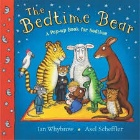 The Bedtime Bear
A Pop-up Book for Bedtime
Ian Whybrow Axel Scheffler